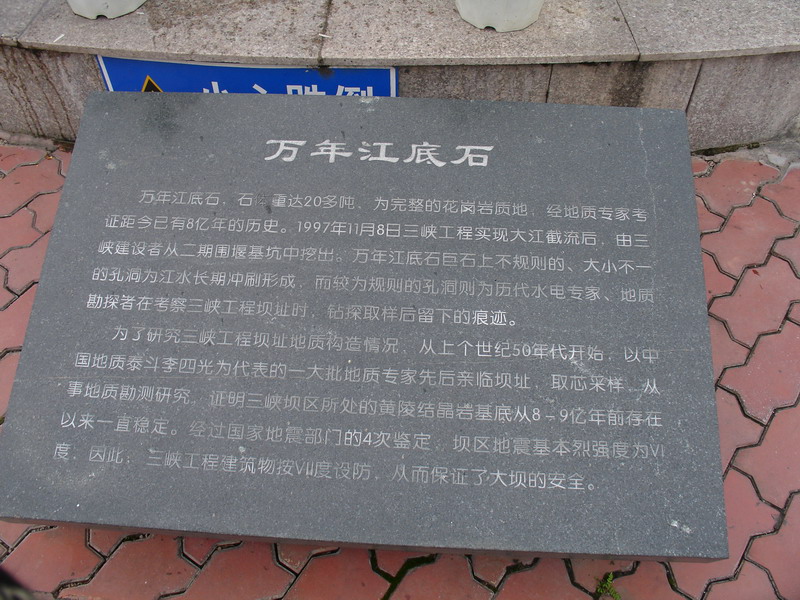 小心跌倒
万年江底石
万年江底石，石体重达20多吨，为完整的花岗岩质地，经地质专家考
证距今已有8亿年的历史。1997年11月8日三峡工程实现大江截流后，由三
峡建设者从二期围堰基坑中挖出。万年江底石巨石上不规则的、大小不一
的孔洞为江水长期冲刷形成，而较为规则的孔洞则为历代水电专家、地质
勘探者在考察三峡工程坝址时，钻探取样后留下的痕迹。
为了研究三峡工程坝址地质构造情况，从上个世纪50年代开始，以中
国地质泰斗李四光为代表的一大批地质专家先后亲临坝址，取芯采样，从
事地质勘测研究，证明三峡坝区所处的黄陵结晶岩基底从8－9亿年前存在
以来一直稳定。经过国家地震部门的4次鉴定，坝区地震基本烈强度为VI
度，因此，三峡工程建筑物按VII度设防，从而保证了大坝的安全。